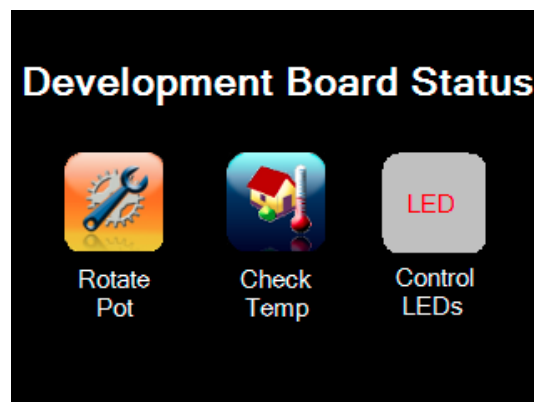 Development Board Status
LED
Rotate
Pot
Check
Temp
Control
LEDs